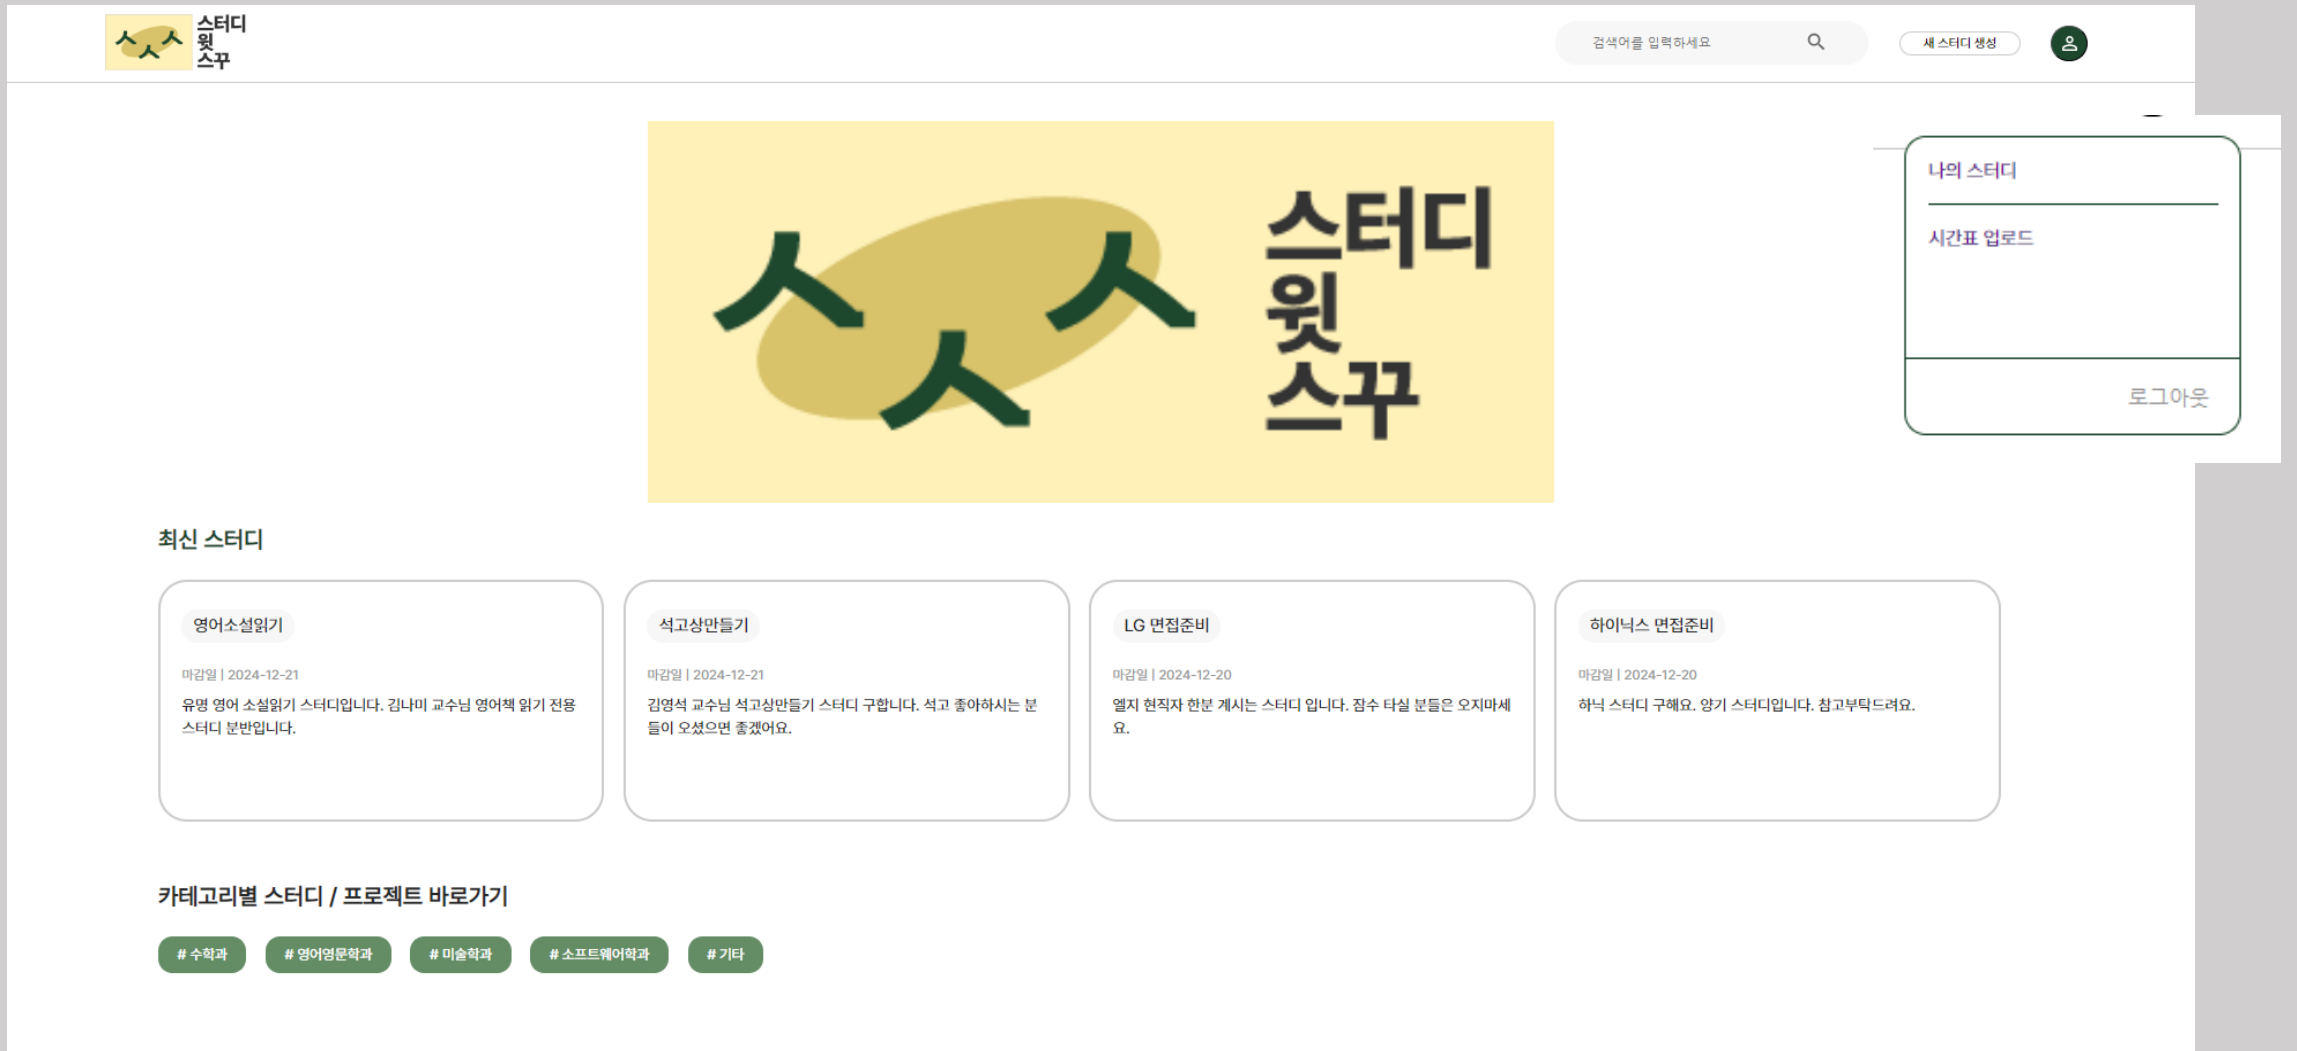 스터디
윗
스꾸
검색어를 입력하세요
새 스터디 생성
ㅅㅅㅅ
스터디
윗
스꾸
나의 스터디
시간표 업로드
로그아웃
최신 스터디
영어소설읽기
마감일 | 2024-12-21
유명 영어 소설읽기 스터디입니다. 김나미 교수님 영어책 읽기 전용
스터디 분반입니다.
석고상만들기
마감일 | 2024-12-21
김영석 교수님 석고상만들기 스터디 구합니다. 석고 좋아하시는 분
들이 오셨으면 좋겠어요.
LG 면접준비
마감일 | 2024-12-20
엘지 현직자 한분 계시는 스터디 입니다. 잠수 타실 분들은 오지마세
요.
하이닉스 면접준비
마감일 | 2024-12-20
하닉 스터디 구해요. 양기 스터디입니다. 참고부탁드려요.
카테고리별 스터디 / 프로젝트 바로가기
# 수학과
# 영어영문학과
# 미술학과
# 소프트웨어학과
# 기타